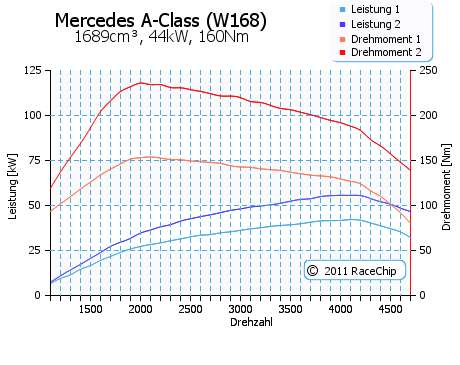 Mercedes A-Class (W168)
1689cm³, 44kW, 160Nm
Leistung 1
Leistung 2
Drehmoment 1
Drehmoment 2
125
100
75
50
25
0
Leistung [kW]
250
200
150
100
50
0
Drehmoment [Nm]
1500
2000
2500
3000
3500
4000
4500
Drehzahl
© 2011 RaceChip